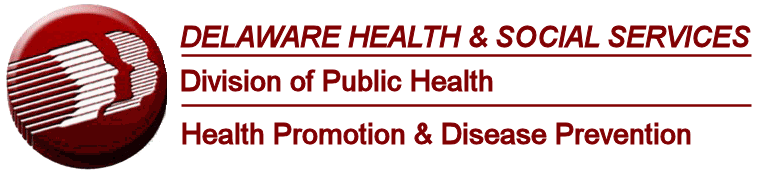 DELAWARE HEALTH & SOCIAL SERVICES
Division of Public Health
Health Promotion & Disease Prevention